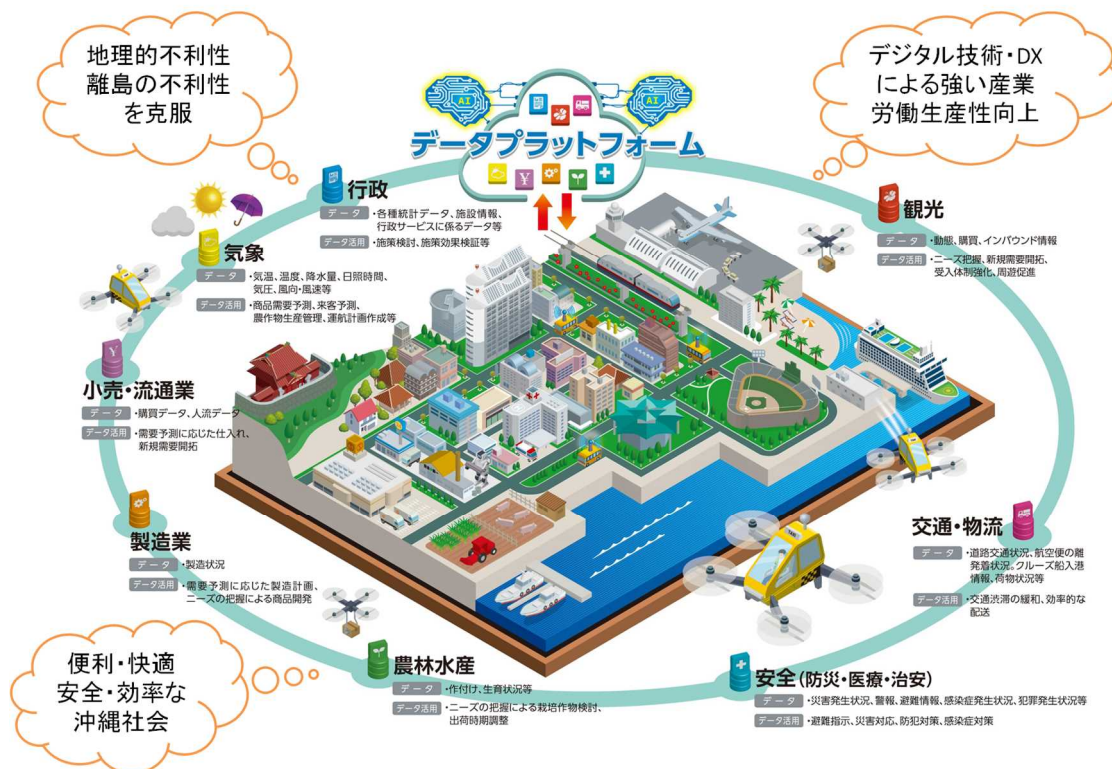 地理的不利性
離島の不利性
を克服
デジタル技術・DX
による強い産業
労働生産性向上
AI
AI
データプラットフォーム
¥
行政
データ ・各種統計データ、施設情報、
行政サービスに係るデータ等
データ活用 ・施策検討、施策効果検証等
観光
データ ・動態、購買、インバウンド情報
データ活用 ・ニーズ把握、新規需要開拓、
受入体制強化、周遊促進
気象
データ ・気温、温度、降水量、日照時間、
気圧、風向・風速等
データ活用 ・商品需要予測、来客予測、
農作物生産管理、運航計画作成等
¥
小売・流通業
データ ・購買データ、人流データ
データ活用 ・需要予測に応じた仕入れ、
新規需要開拓
製造業
データ ・製造状況
データ活用 ・需要予測に応じた製造計画、
ニーズの把握による商品開発
交通・物流
データ ・道路交通状況、航空便の離
発着状況、クルーズ船入港
情報、荷物状況等
データ活用 ・交通渋滞の緩和、効率的な
配送
TAXI
便利・快適
安全・効率な
沖縄社会
農林水産
データ ・作付け、生育状況等
データ活用 ・ニーズの把握による栽培作物検討、
出荷時期調整
安全(防災・医療・治安)
データ ・災害発生状況、警報、避難情報、感染症発生状況、犯罪発生状況等
データ活用 ・避難指示、災害対応、防犯対策、感染症対策